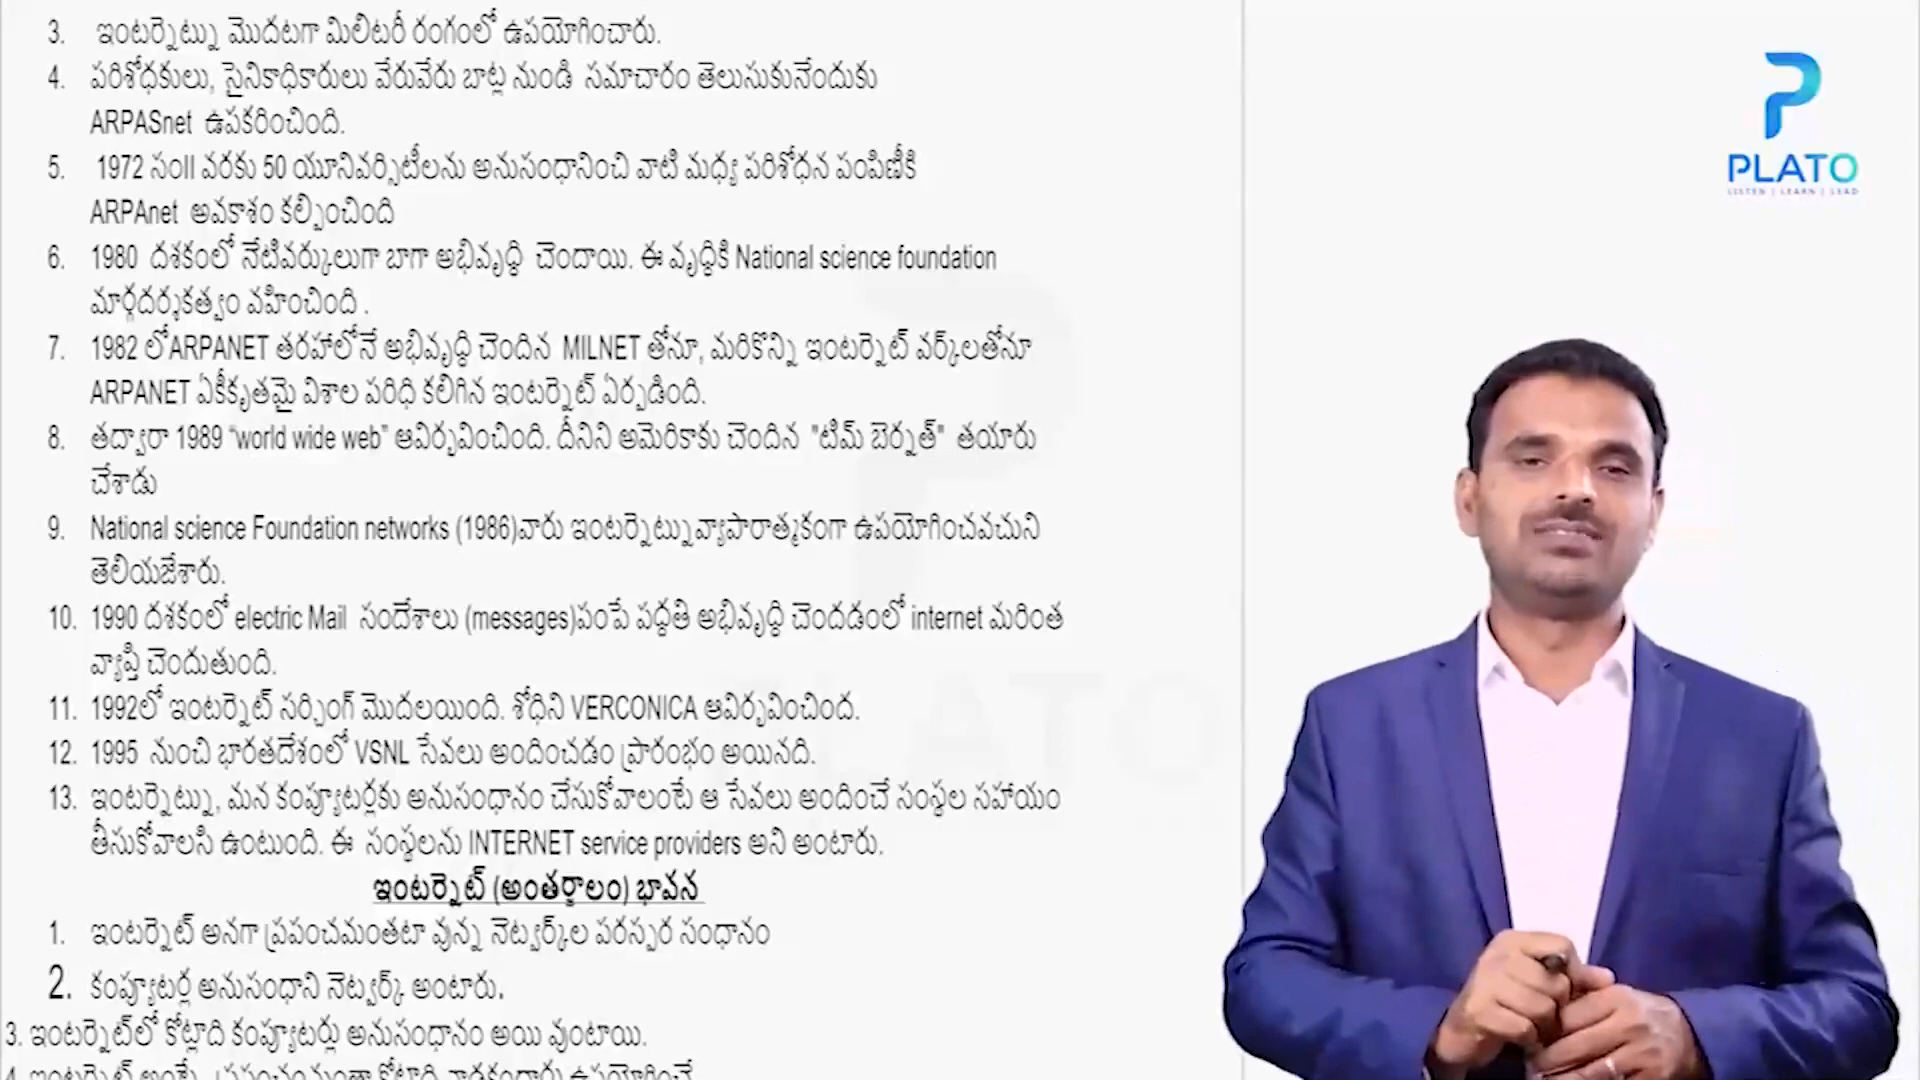 3. ఇంటర్నెట్ను మొదటగా మిలిటరీ రంగంలో ఉపయోగించారు.
4. పరిశోధకులు, సైనికాధికారులు వేరువేరు బాట్ల నుండి సమాచారం తెలుసుకునేందుకు
ARPASnet ఉపకరించింది.
5. 1972 సంll వరకు 50 యూనివర్సిటీలను అనుసంధానించి వాటి మధ్య పరిశోధన పంపిణీకి
ARPAnet అవకాశం కల్పించింది
6. 1980 దశకంలో నేటివర్కులుగా బాగా అభివృద్ధి చెందాయి. ఈ వృద్ధికి National science foundation
మార్గదర్శకత్వం వహించింది .
7. 1982 లోARPANET తరహాలోనే అభివృద్ధి చెందిన MILNET తోనూ, మరికొన్ని ఇంటర్నెట్ వర్క్‌లతోనూ
ARPANET ఏకీకృతమై విశాల పరిధి కలిగిన ఇంటర్నెట్ ఏర్పడింది.
8. తద్వారా 1989 “world wide web” ఆవిర్భవించింది. దీనిని అమెరికాకు చెందిన "టిమ్ బెర్నత్" తయారు
చేశాడు
9. National science Foundation networks (1986)వారు ఇంటర్నెట్నువ్యాపారాత్మకంగా ఉపయోగించవచుని
తెలియజేశారు.
10. 1990 దశకంలో electric Mail సందేశాలు (messages)పంపే పద్ధతి అభివృద్ధి చెందడంలో internet మరింత
వ్యాప్తి చెందుతుంది.
11. 1992లో ఇంటర్నెట్ సర్చింగ్ మొదలయింది. శోధిని VERCONICA ఆవిర్భవించింద.
12. 1995 నుంచి భారతదేశంలో VSNL సేవలు అందించడం ప్రారంభం అయినది.
13. ఇంటర్నెట్ను, మన కంప్యూటర్లకు అనుసంధానం చేసుకోవాలంటే ఆ సేవలు అందించే సంస్థల సహాయం
తీసుకోవాలసి ఉంటుంది. ఈ సంస్థలను INTERNET service providers అని అంటారు.
ఇంటర్నెట్ (అంతర్జాలం) భావన
1. ఇంటర్నెట్ అనగా ప్రపంచమంతటా వున్న నెట్వర్క్‌ల పరస్పర సంధానం
2. కంప్యూటర్ల అనుసంధాని నెట్వర్క్ అంటారు.
3. ఇంటర్నెట్‌లో కోట్లాది కంప్యూటర్లు అనుసంధానం అయి వుంటాయి.
PLATO
LISTEN | LEARN | LEAD